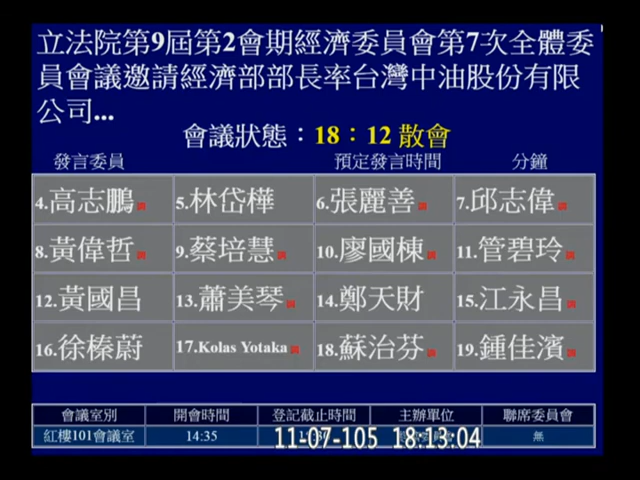 立法院第9屆第2會期經濟委員會第7次全體委
員會議邀請經濟部部長率台灣中油股份有限
公司...
會議狀態：18：12散會
發言委員 預定發言時間 分鐘
4.高志鵬 5.林岱樺 6.張麗善 7.邱志偉
8.黃偉哲 9.蔡培慧 10.廖國棟 11.管碧玲
12.黃國昌 13.蕭美琴 14.鄭天財 15.江永昌
16.徐榛蔚 17.Kolas Yotaka 18.蘇治芬 19.鍾佳濱
會議室別 開會時間 登記截止時間 主辦單位 聯席委員會
紅樓101會議室 14:35 無
11-07-105 18:13:04